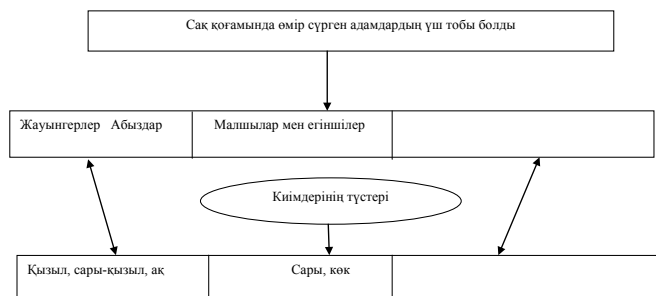 Сақ қоғамында өмір сүрген адамдардың үш тобы болды
Жауынгерлер Абыздар Малшылар мен егіншілер
Киімдерінің түстері
Қызыл, сары-қызыл, ақ Сары, көк